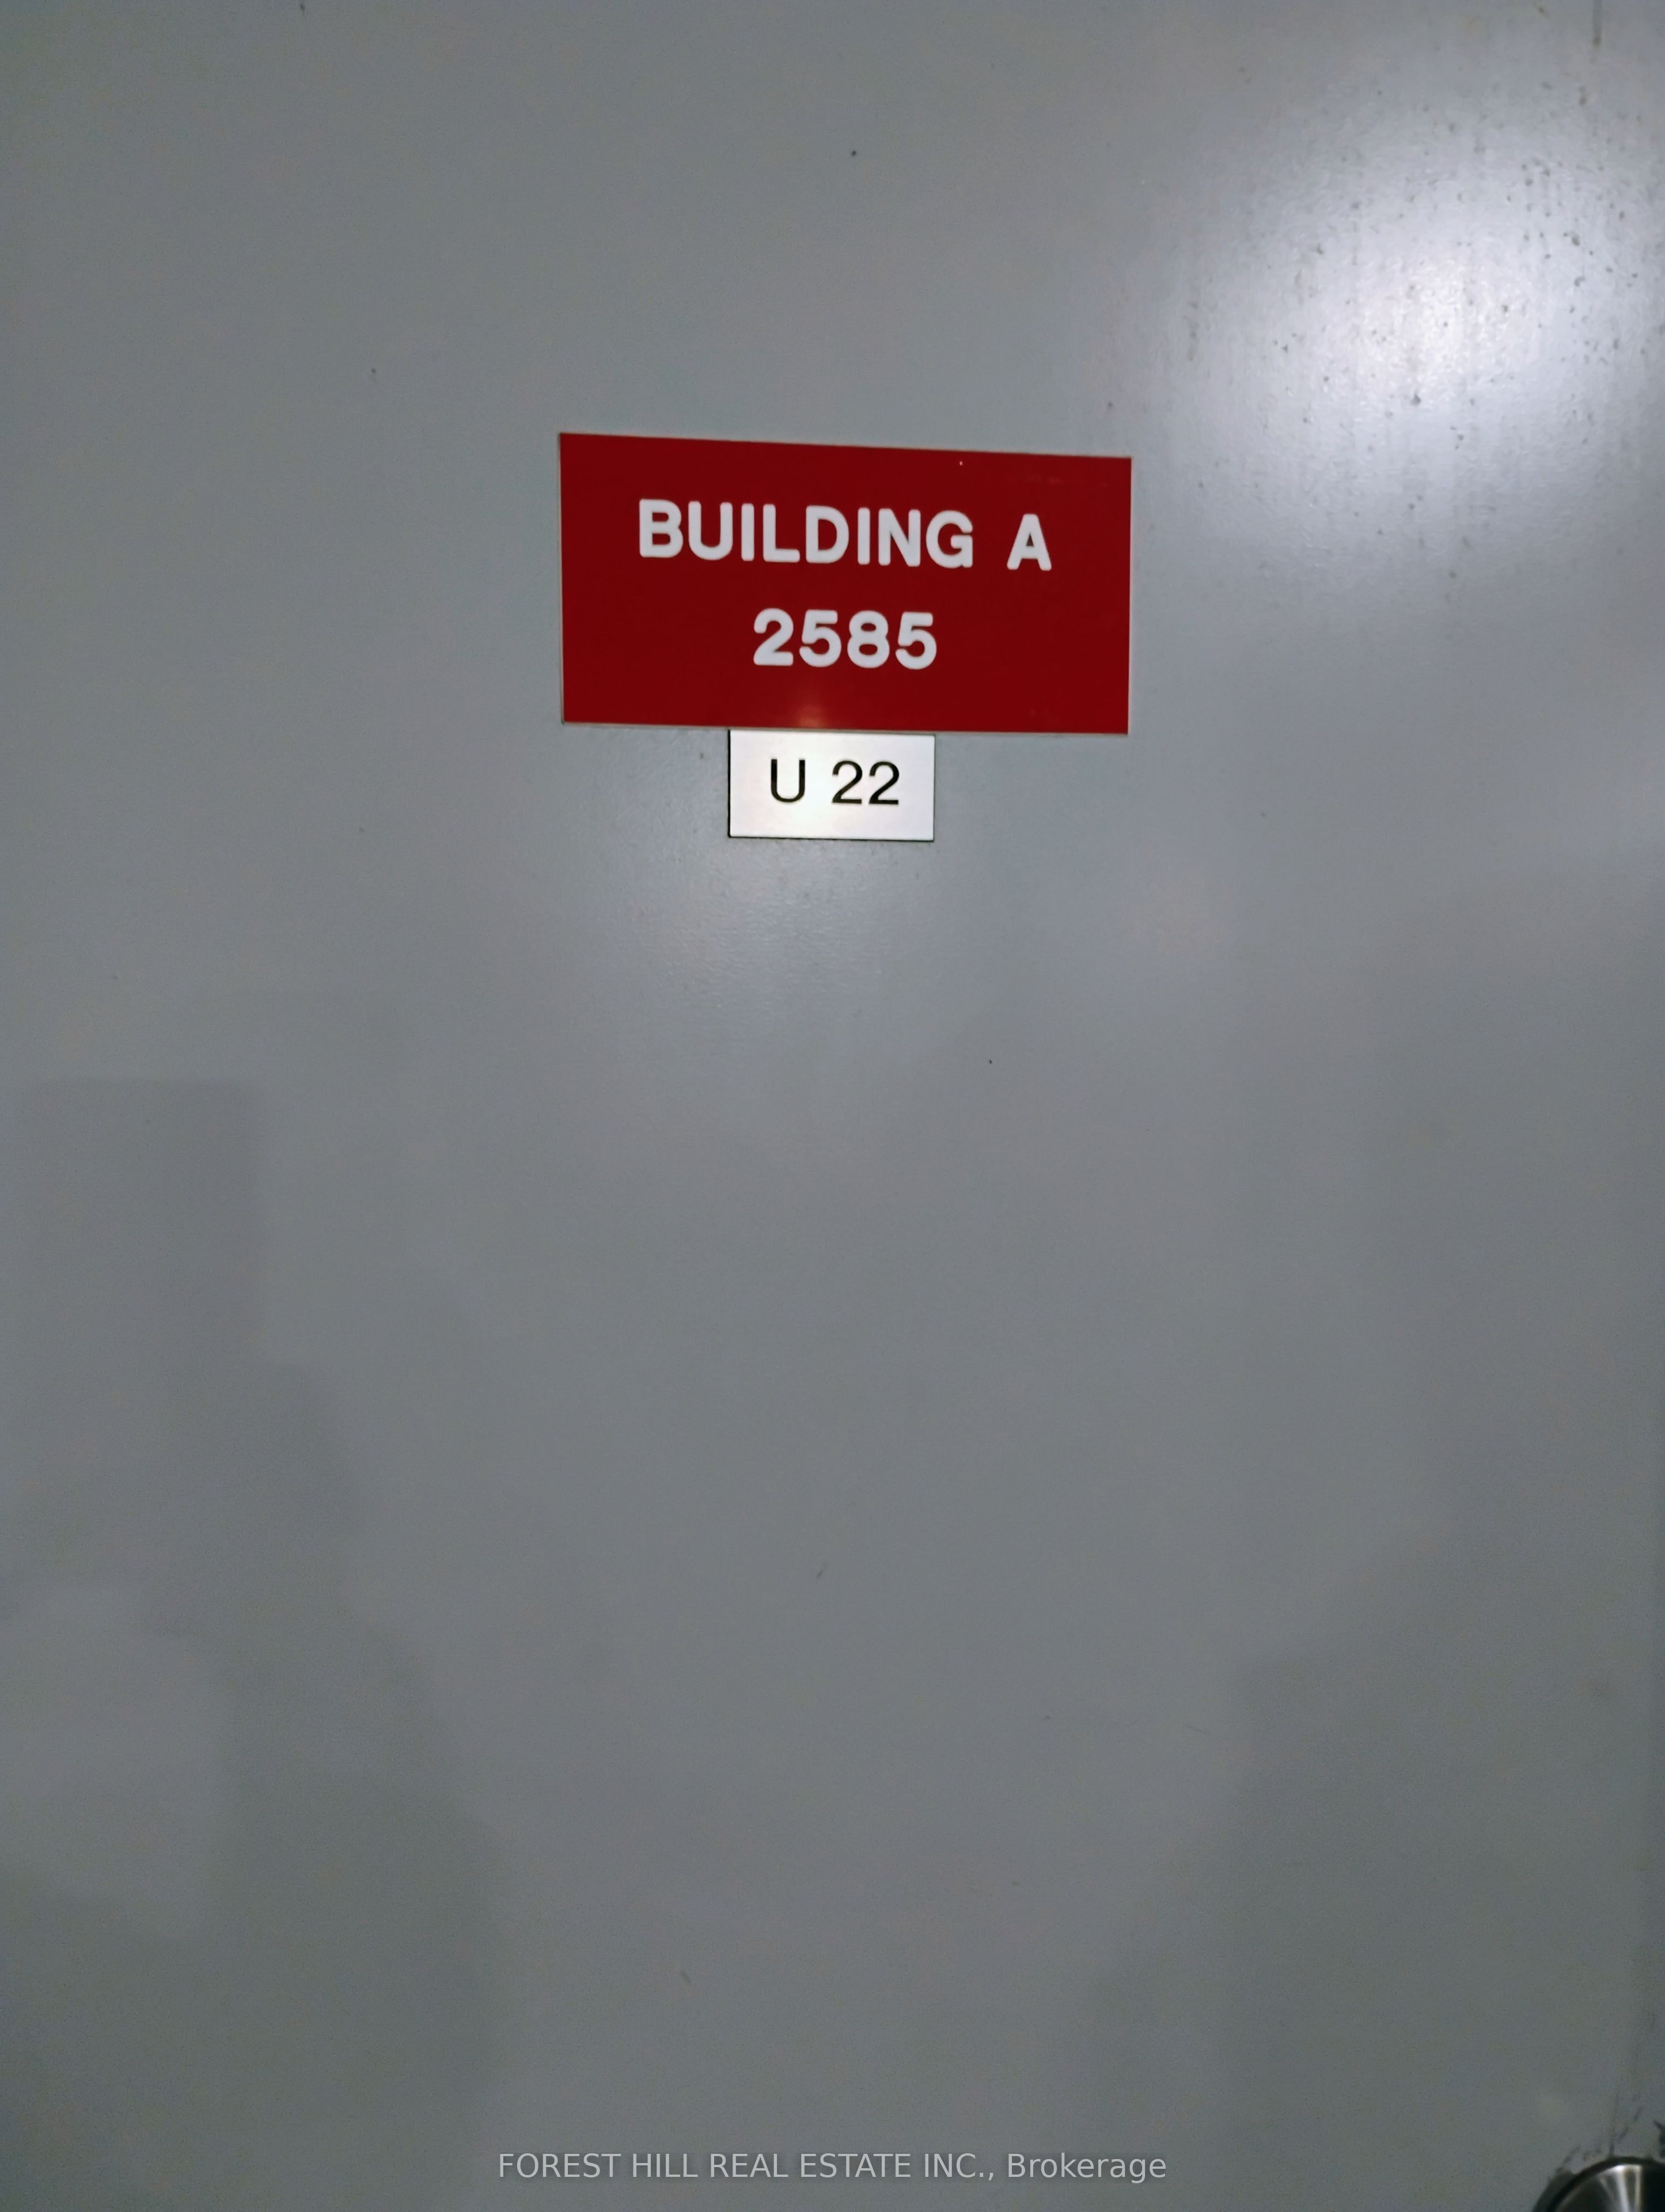 BUILDING A
2585
U 22
FOREST HILL REAL ESTATE INC., Brokerage